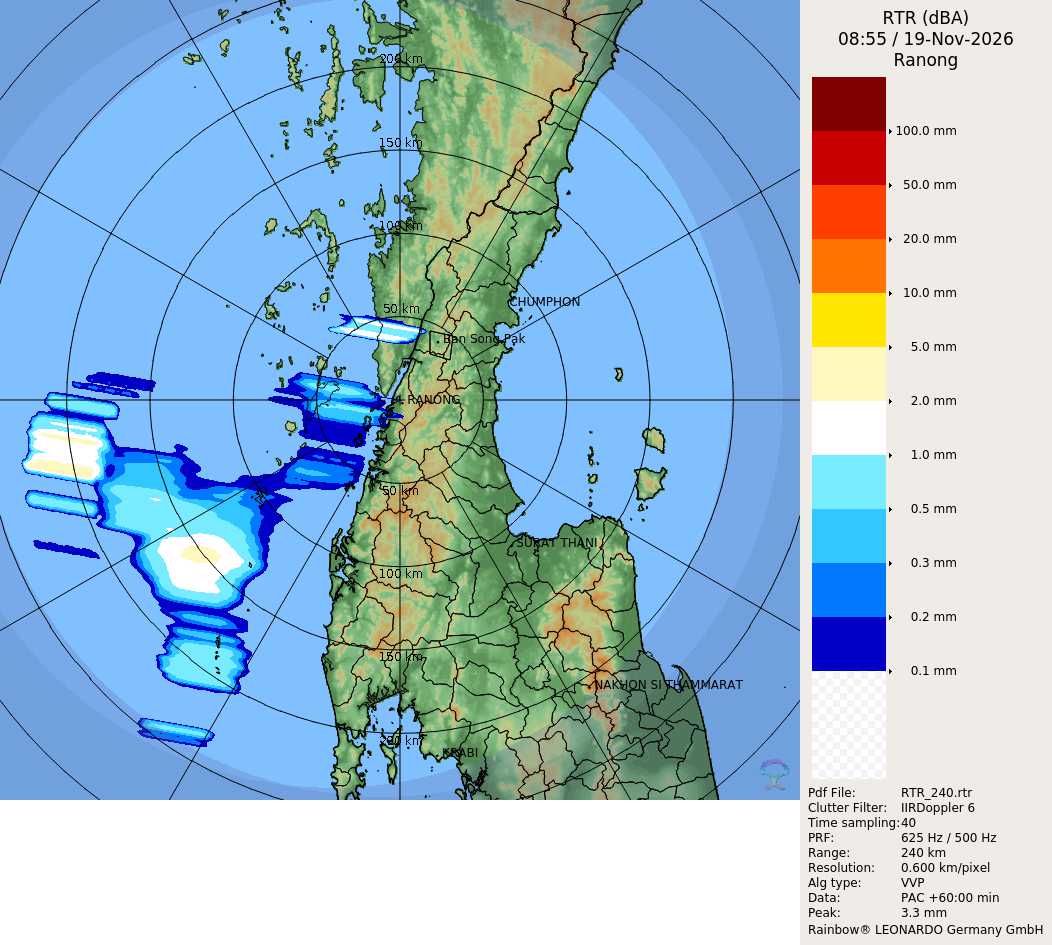 RTR (dBA)
08:55 / 19-Nov-2026
Ranong
100.0 mm
50.0 mm
20.0 mm
10.0 mm
5.0 mm
2.0 mm
1.0 mm
0.5 mm
0.3 mm
0.2 mm
0.1 mm
Pdf File: RTR_240.rtr
Clutter Filter: IIRDoppler 6
Time sampling:40
PRF: 625 Hz / 500 Hz
Range: 240 km
Resolution: 0.600 km/pixel
Alg type: VVP
Data: PAC +60:00 min
Peak: 3.3 mm
Rainbow® LEONARDO Germany GmbH
200 km
150 km
100 km
CHUMPHON
50 km
Ban Song Pak
RANONG
50 km
SURAT THANI
100 km
150 km
NAKHON SI THAMMARAT
200 km
KRABI